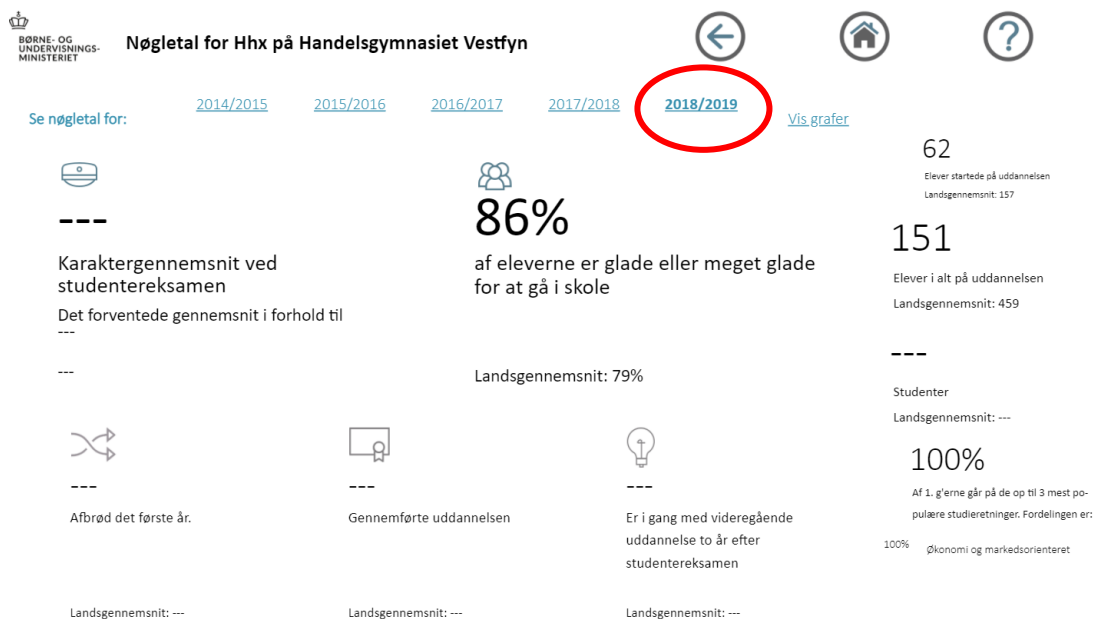 BØRNE- OG
UNDERVISNINGS-
MINISTERIET
Nøgletal for Hhx på Handelsgymnasiet Vestfyn
Se nøgletal for:
2014/2015
2015/2016
2016/2017
2017/2018
2018/2019
Vis grafer
---
Karaktergennemsnit ved
studentereksamen
Det forventede gennemsnit i forhold til
---
---
86%
af eleverne er glade eller meget glade
for at gå i skole
Landsgennemsnit: 79%
62
Elever startede på uddannelsen
Landsgennemsnit: 157
151
Elever i alt på uddannelsen
Landsgennemsnit: 459
---
Studenter
Landsgennemsnit: ---
100%
Af 1. g'erne går på de op til 3 mest po-
pulære studieretninger. Fordelingen er:
100% Økonomi og markedsorienteret
---
Afbrød det første år.
Landsgennemsnit: ---
---
Gennemførte uddannelsen
Landsgennemsnit: ---
---
Er i gang med videregående
uddannelse to år efter
studentereksamen
Landsgennemsnit: ---